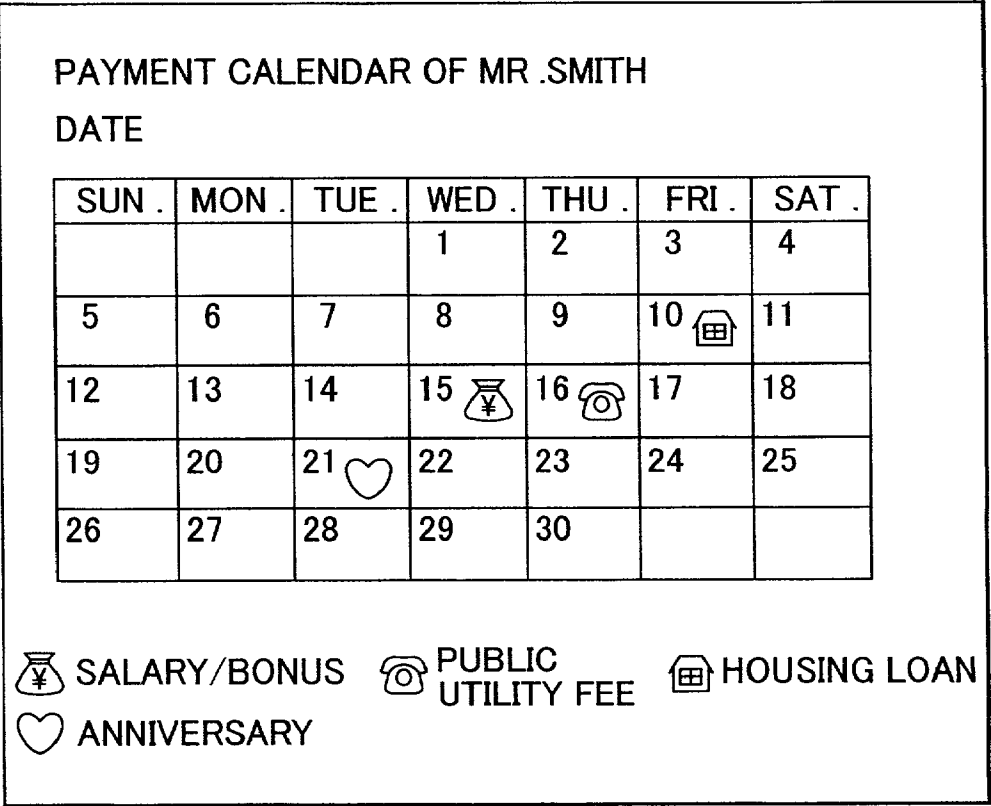 PAYMENT CALENDAR OF MR .SMITH
DATE
SUN . MON . TUE . WED . THU . FRI . SAT .
1 2 3 4
5 6 7 8 9 10 11
12 13 14 15 ¥ 16 17 18
19 20 21 22 23 24 25
26 27 28 29 30
¥ SALARY/BONUS PUBLIC UTILITY FEE HOUSING LOAN
ANNIVERSARY